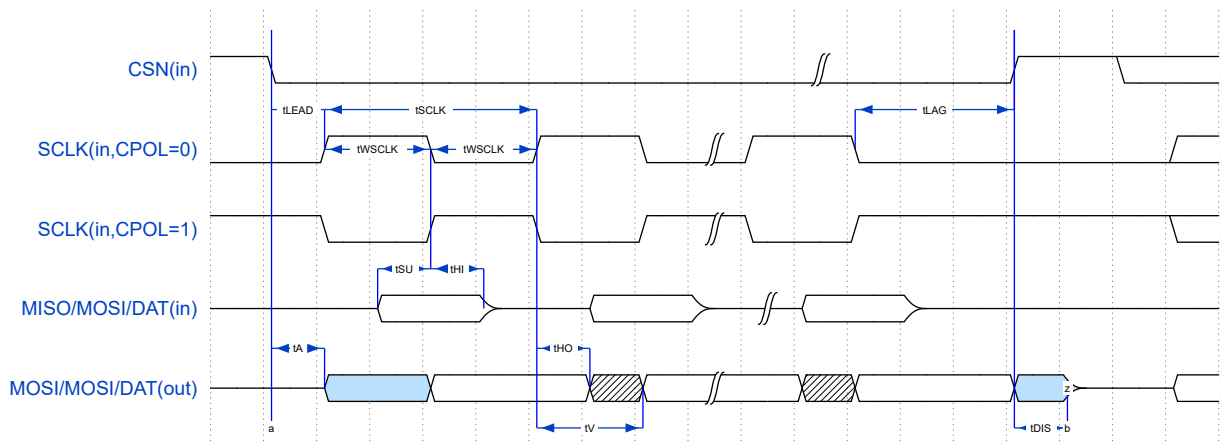 CSN(in)
tLEAD tSCLK tLAG
SCLK(in,CPOL=0)
tWSCLK tWSCLK
SCLK(in,CPOL=1)
tSU tHI
MISO/MOSI/DAT(in)
tA tHO
MOSI/MOSI/DAT(out)
z
a tV tDIS b